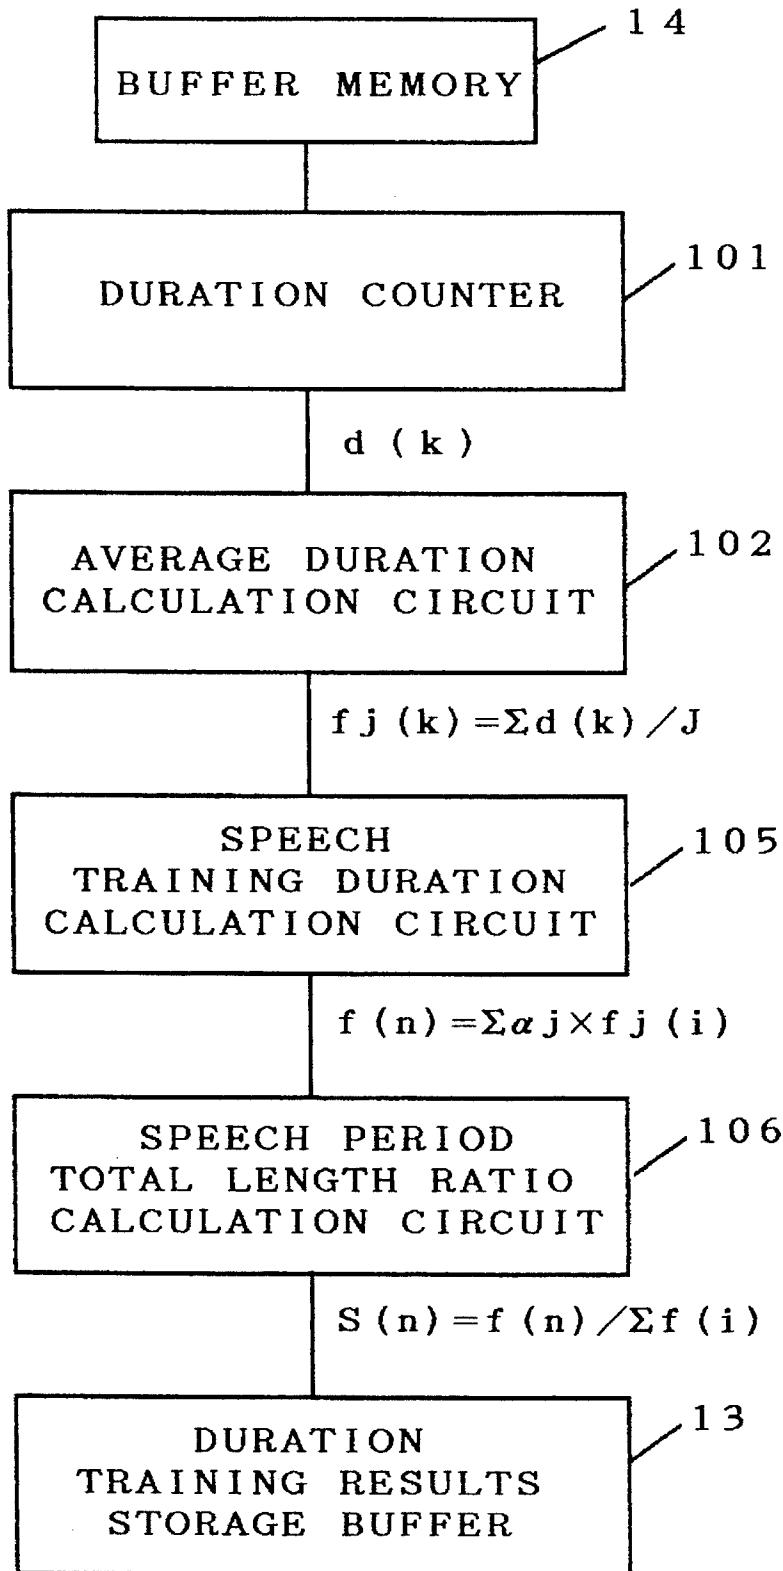 14
BUFFER MEMORY
101
DURATION COUNTER
d (k)
102
AVERAGE DURATION
CALCULATION CIRCUIT
fj (k) =Σd (k) /J
105
SPEECH
TRAINING DURATION
CALCULATION CIRCUIT
f (n) =Σαj×fj (i)
106
SPEECH PERIOD
TOTAL LENGTH RATIO
CALCULATION CIRCUIT
S (n) =f (n) /Σf (i)
13
DURATION
TRAINING RESULTS
STORAGE BUFFER